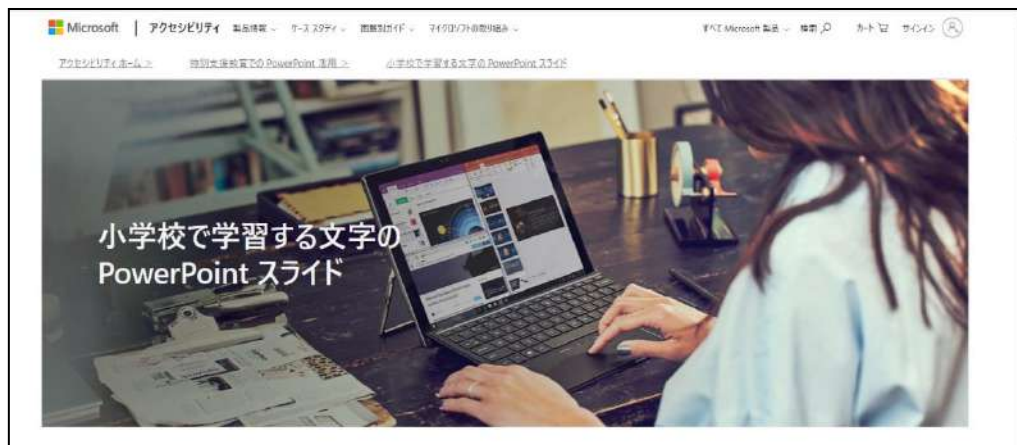 Microsoft | アクセシビリティ 製品情報 ケース スタディ 困難別ガイド マイクロソフトの取り組み すべて Microsoft 製品 検索 カート サインイン
アクセシビリティ ホーム > 特別支援教育での PowerPoint 活用 > 小学校で学習する文字の PowerPoint スライド
小学校で学習する文字の
PowerPoint スライド